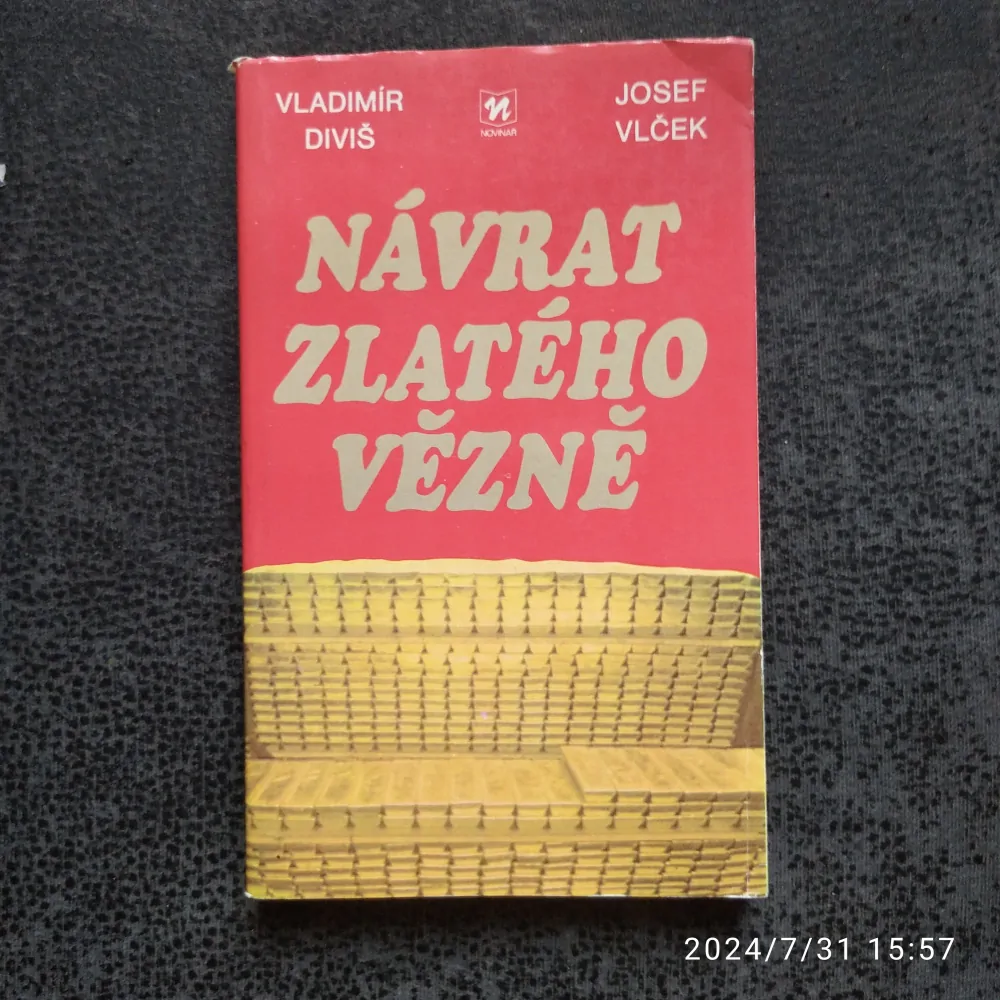 VLADIMÍR
DIVIŠ
n
NOVINÁŘ
JOSEF
VLČEK
NÁVRAT
ZLATÉHO
VĚZNĚ
2024/7/31 15:57